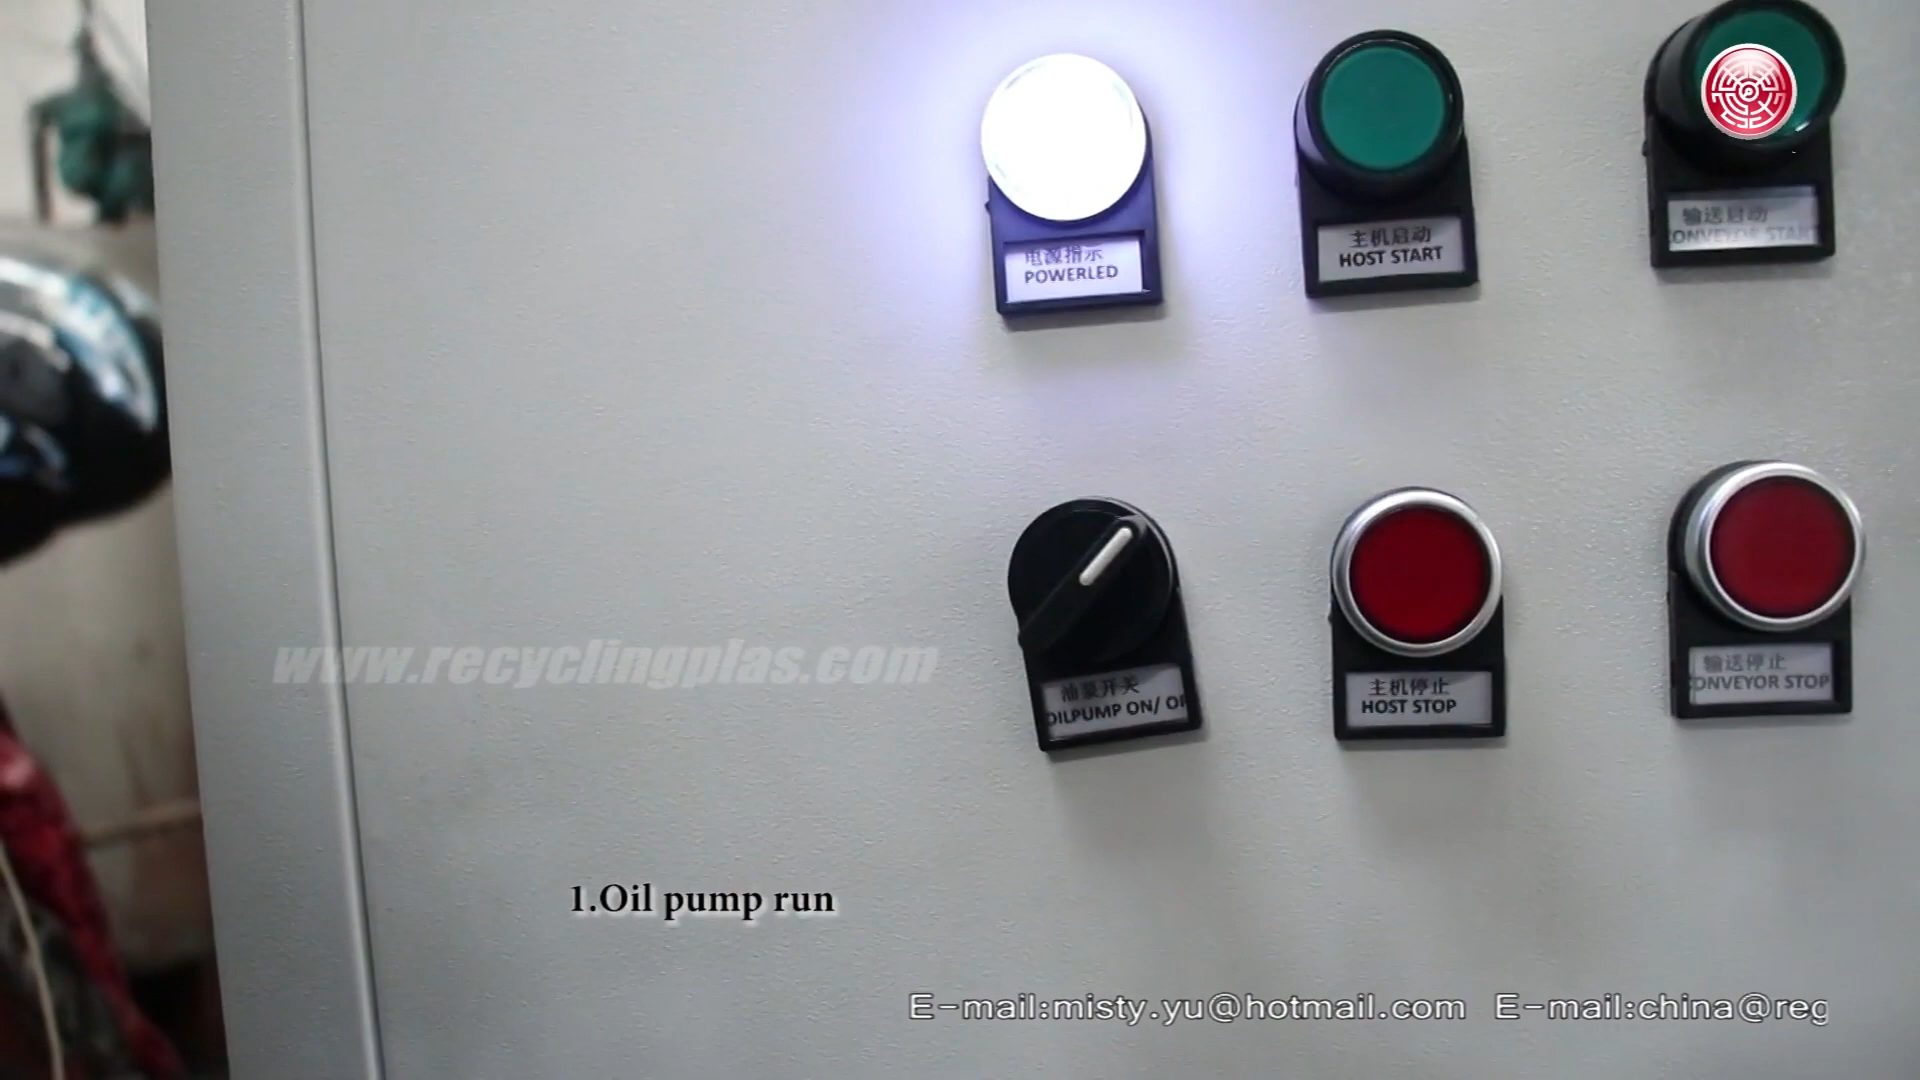 电源指示
POWERLED
主机启动
HOST START
输送启动
ONVEYOR START
油泵开关
OILPUMP ON/ OF
主机停止
HOST STOP
输送停止
ONVEYOR STOP
www.recyclingplas.com
1.Oil pump run
E-mail:misty.yu@hotmail.com E-mail:china@reg